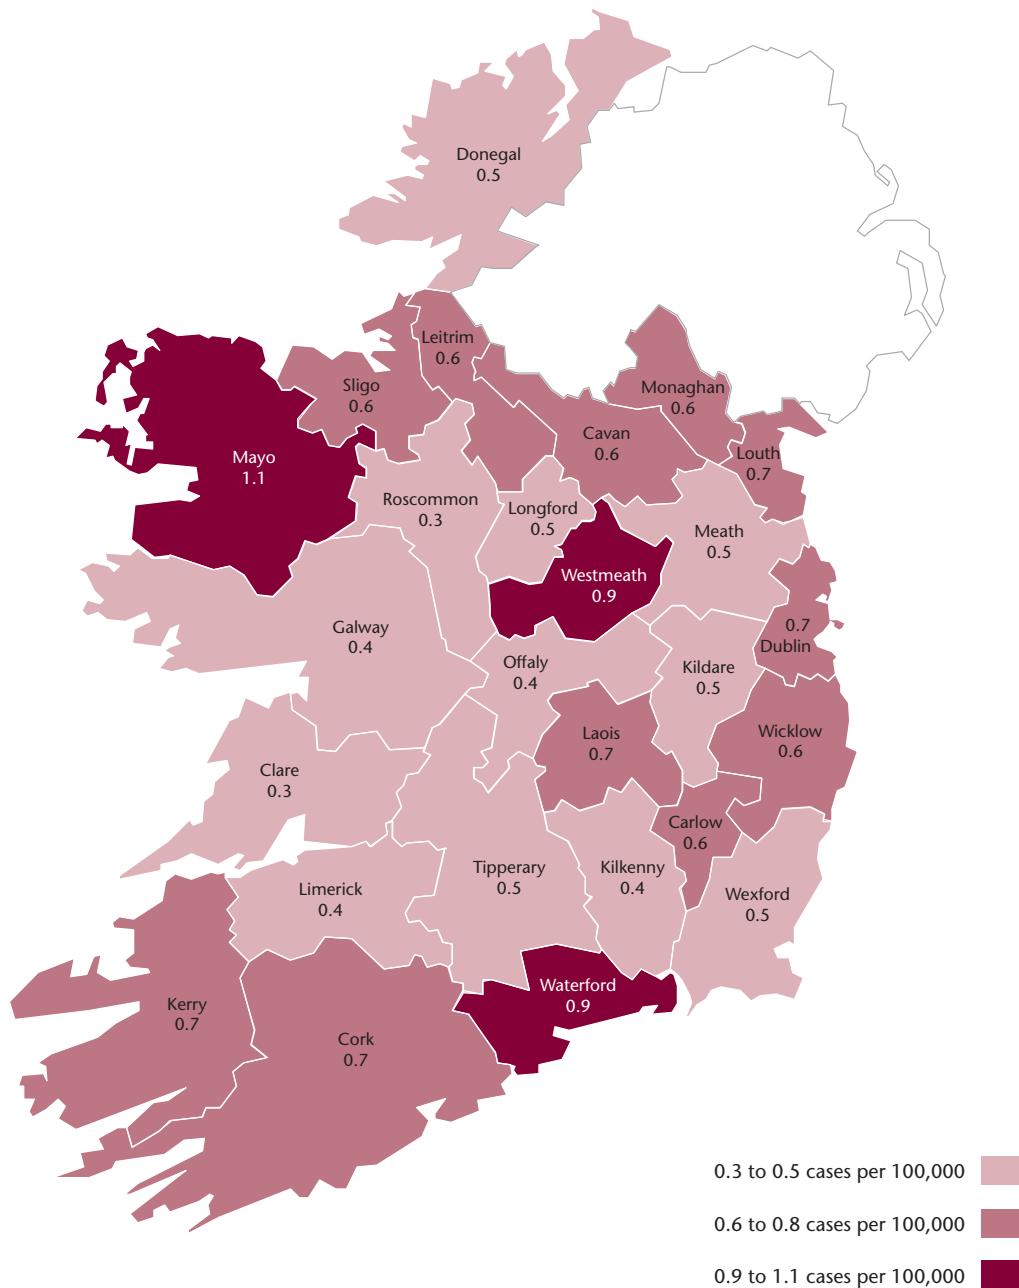 Donegal
0.5
Leitrim
0.6
Sligo
0.6
Monaghan
0.6
Cavan
0.6
Louth
0.7
Mayo
1.1
Roscommon
0.3
Longford
0.5
Meath
0.5
Westmeath
0.9
Galway
0.4
0.7
Dublin
Offaly
0.4
Kildare
0.5
Laois
0.7
Wicklow
0.6
Clare
0.3
Carlow
0.6
Tipperary
0.5
Kilkenny
0.4
Limerick
0.4
Wexford
0.5
Waterford
0.9
Kerry
0.7
Cork
0.7
0.3 to 0.5 cases per 100,000
0.6 to 0.8 cases per 100,000
0.9 to 1.1 cases per 100,000